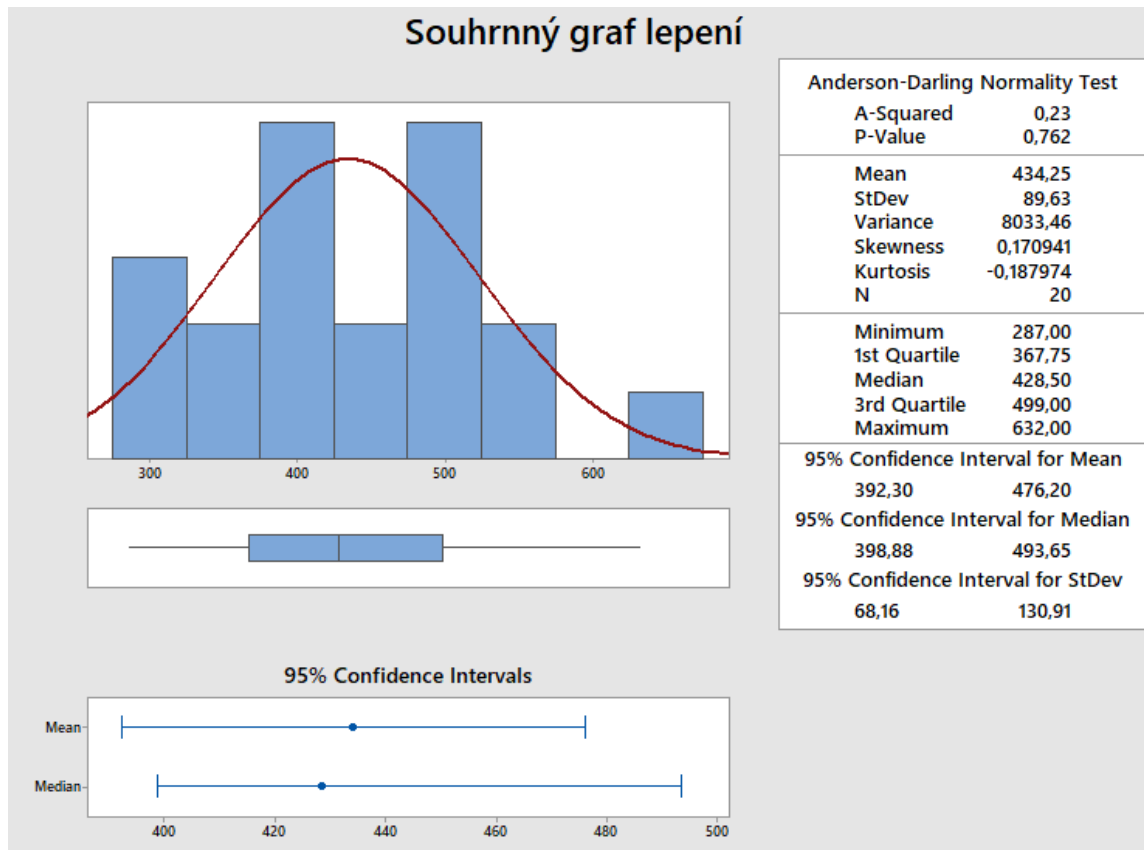 Souhrnný graf lepení
300 400 500 600
95% Confidence Intervals
Mean
Median
400 420 440 460 480 500
Anderson-Darling Normality Test
A-Squared 0,23
P-Value 0,762
Mean 434,25
StDev 89,63
Variance 8033,46
Skewness 0,170941
Kurtosis -0,187974
N 20
Minimum 287,00
1st Quartile 367,75
Median 428,50
3rd Quartile 499,00
Maximum 632,00
95% Confidence Interval for Mean
392,30 476,20
95% Confidence Interval for Median
398,88 493,65
95% Confidence Interval for StDev
68,16 130,91